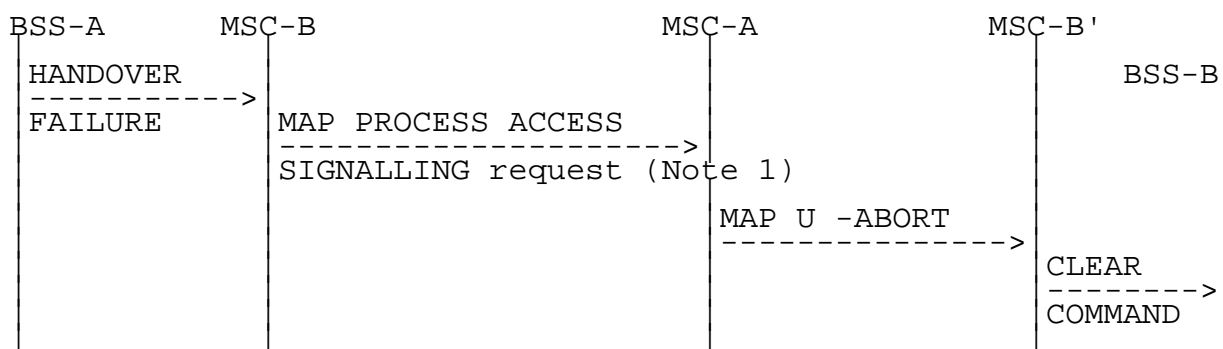 BSS-A MSC-B MSC-A MSC-B'
HANDOVER BSS-B
FAILURE MAP PROCESS ACCESS
SIGNALLING request (Note 1)
MAP U -ABORT
CLEAR
COMMAND